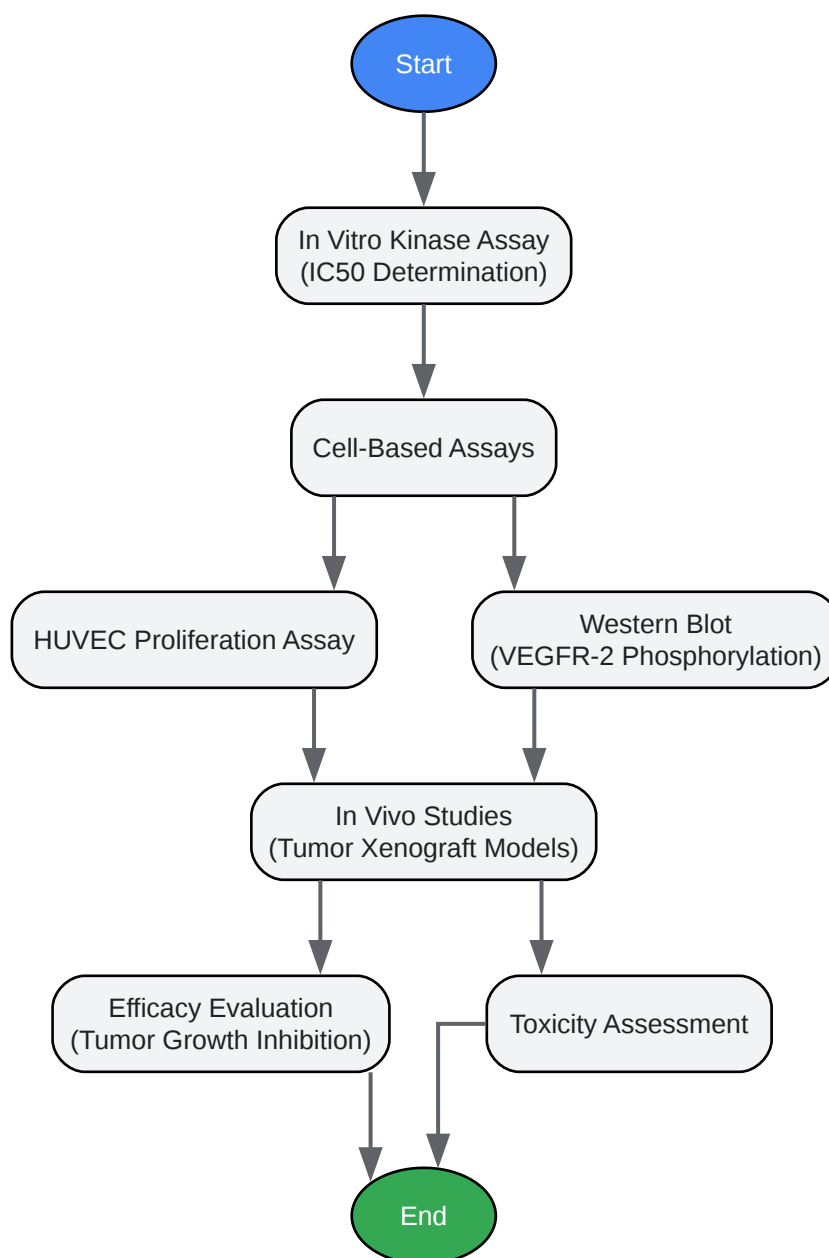 Start
In Vitro Kinase Assay
(IC50 Determination)
Cell-Based Assays
HUVEC Proliferation Assay
Western Blot
(VEGFR-2 Phosphorylation)
In Vivo Studies
(Tumor Xenograft Models)
Efficacy Evaluation
(Tumor Growth Inhibition)
Toxicity Assessment
End